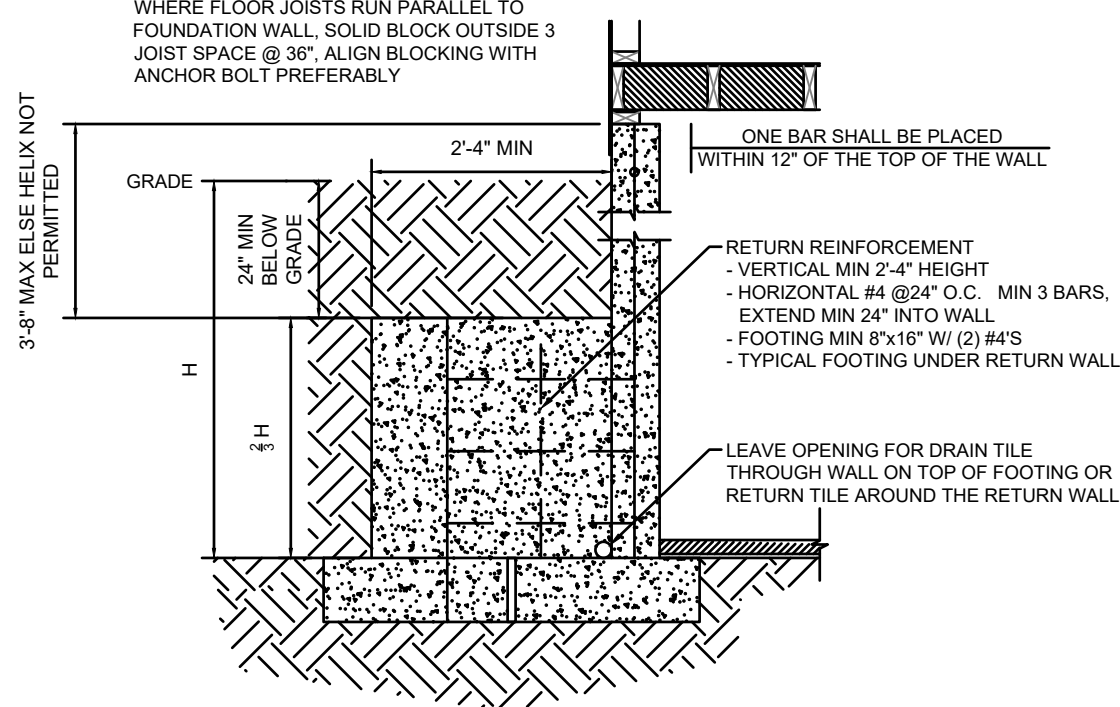 WHERE FLOOR JOISTS RUN PARALLEL TO
FOUNDATION WALL, SOLID BLOCK OUTSIDE 3
JOIST SPACE @ 36", ALIGN BLOCKING WITH
ANCHOR BOLT PREFERABLY
3'-8" MAX ELSE HELIX NOT
PERMITTED
GRADE
2'-4" MIN
ONE BAR SHALL BE PLACED
WITHIN 12" OF THE TOP OF THE WALL
24" MIN
BELOW
GRADE
H
2/3 H
RETURN REINFORCEMENT
- VERTICAL MIN 2'-4" HEIGHT
- HORIZONTAL #4 @24" O.C. MIN 3 BARS,
EXTEND MIN 24" INTO WALL
- FOOTING MIN 8"x16" W/ (2) #4'S
- TYPICAL FOOTING UNDER RETURN WALL
LEAVE OPENING FOR DRAIN TILE
THROUGH WALL ON TOP OF FOOTING OR
RETURN TILE AROUND THE RETURN WALL